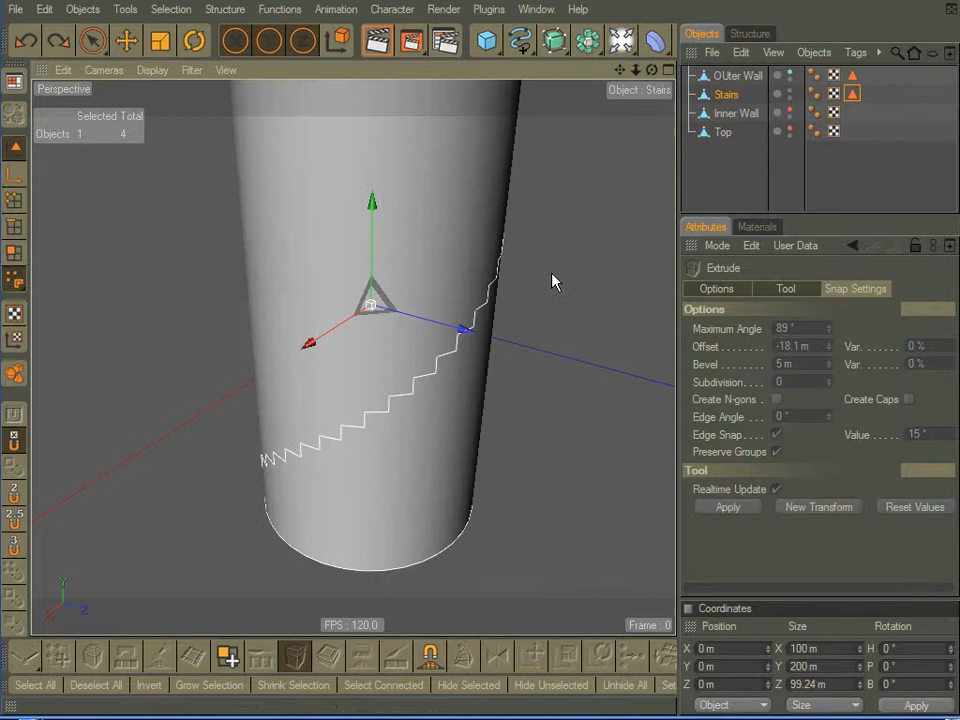 File Edit Objects Tools Selection Structure Functions Animation Character Render Plugins Window Help
Objects Structure
File Edit View Objects Tags
Edit Cameras Display Filter View
Perspective
Object : Stairs
Selected Total
Objects 1 4
OUter Wall
Stairs
Inner Wall
Top
Attributes Materials
Mode Edit User Data
Extrude
Options Tool Snap Settings
Options
Maximum Angle 89 °
Offset -18.1 m Var. 0 %
Bevel 5 m Var. 0 %
Subdivision 0
Create N-gons Create Caps
Edge Angle 0 °
Edge Snap Value 15 °
Preserve Groups
Tool
Realtime Update
Apply New Transform Reset Values
2
2.5
3
Y
X Z
FPS : 120.0
Frame : 0
Coordinates
Position Size Rotation
X 0 m X 100 m H 0 °
Y 0 m Y 200 m P 0 °
Z 0 m Z 99.24 m B 0 °
Object Size Apply
Select All Deselect All Invert Grow Selection Shrink Selection Select Connected Hide Selected Hide Unselected Unhide All